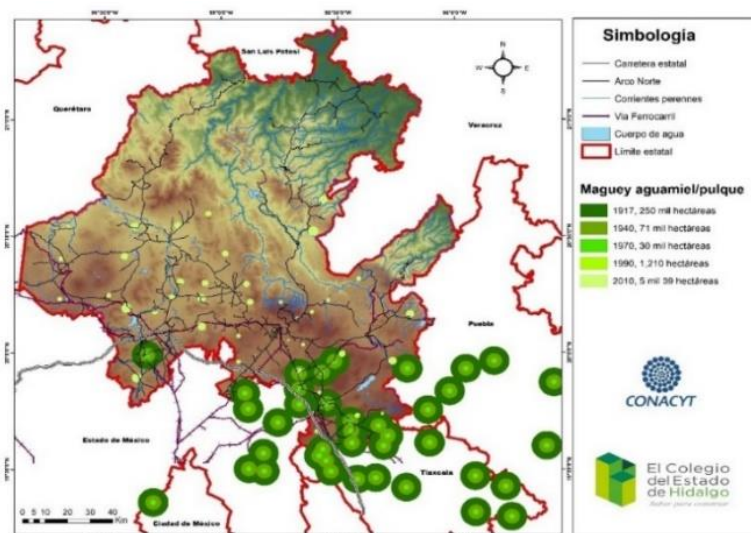 San Luis Potosí
Querétaro
Veracruz
N
W
E
S
Puebla
Estado de México
Tlaxcala
Ciudad de México
0 5 10 20 30 40
Km
Simbologia
Carretera estatal
Arco Norte
Corrientes perennes
Via Ferrocarril
Cuerpo de agua
Límite estatal
Maguey aguamiel/pulque
1917, 250 mil hectáreas
1940, 71 mil hectáreas
1970, 30 mil hectáreas
1990, 1,210 hectáreas
2010, 5 mil 39 hectáreas
CONACYT
El Colegio
del Estado
de Hidalgo